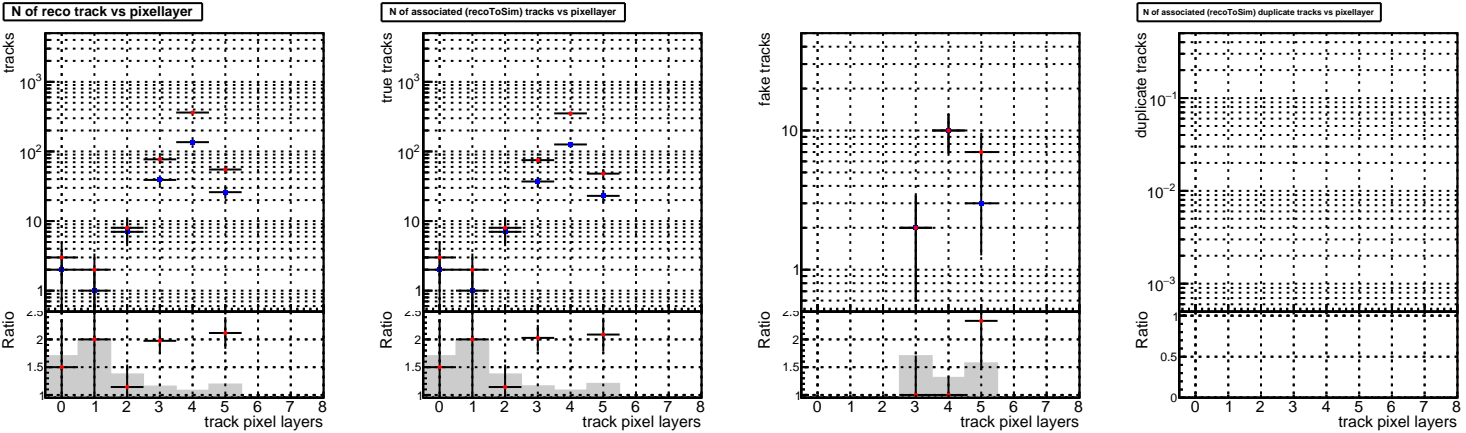 N of reco track vs pixellayer
tracks
10³
10²
10
1
Ratio
2.5
2
1.5
1
0 1 2 3 4 5 6 7 8
track pixel layers
N of associated (recoToSim) tracks vs pixellayer
true tracks
10³
10²
10
1
Ratio
2.5
2
1.5
1
0 1 2 3 4 5 6 7 8
track pixel layers
fake tracks
10
1
Ratio
2.5
2
1.5
1
0 1 2 3 4 5 6 7 8
track pixel layers
N of associated (recoToSim) duplicate tracks vs pixellayer
duplicate tracks
10⁻¹
10⁻²
10⁻³
Ratio
1
0.5
0
0 1 2 3 4 5 6 7 8
track pixel layers